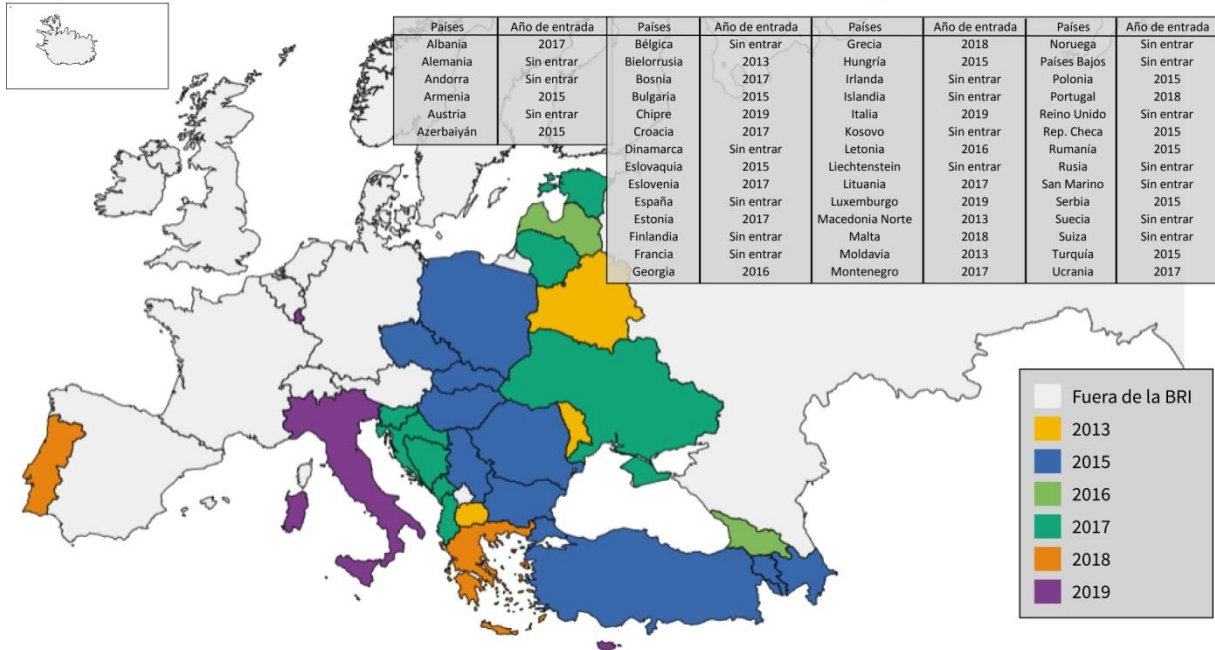 Países Año de entrada Países Año de entrada Países Año de entrada Países Año de entrada
Albania 2017 Bélgica Sin entrar Grecia 2018 Noruega Sin entrar
Alemania Sin entrar Bielorrusia 2013 Hungría 2015 Países Bajos Sin entrar
Andorra Sin entrar Bosnia 2017 Irlanda Sin entrar Polonia 2015
Armenia 2015 Bulgaria 2015 Islandia Sin entrar Portugal 2018
Austria Sin entrar Chipre 2019 Italia 2019 Reino Unido Sin entrar
Azerbaiyán 2015 Croacia 2017 Kosovo Sin entrar Rep. Checa 2015
Dinamarca Sin entrar Letonia 2016 Rumanía 2015
Eslovaquia 2015 Liechtenstein Sin entrar Rusia Sin entrar
Eslovenia 2017 Lituania 2017 San Marino Sin entrar
España Sin entrar Luxemburgo 2019 Serbia 2015
Estonia 2017 Macedonia Norte 2013 Suecia Sin entrar
Finlandia Sin entrar Malta 2018 Suiza Sin entrar
Francia Sin entrar Moldavia 2013 Turquía 2015
Georgia 2016 Montenegro 2017 Ucrania 2017
Fuera de la BRI
2013
2015
2016
2017
2018
2019